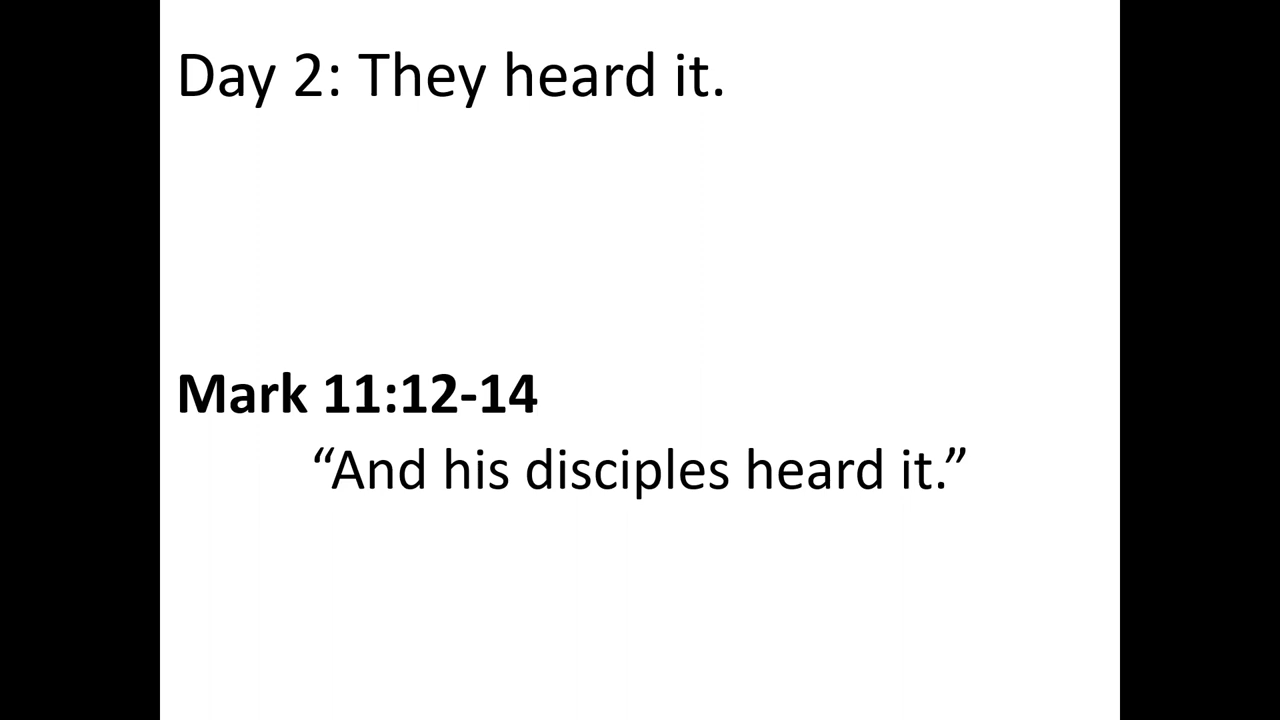 Day 2: They heard it.
Mark 11:12-14
“And his disciples heard it.”